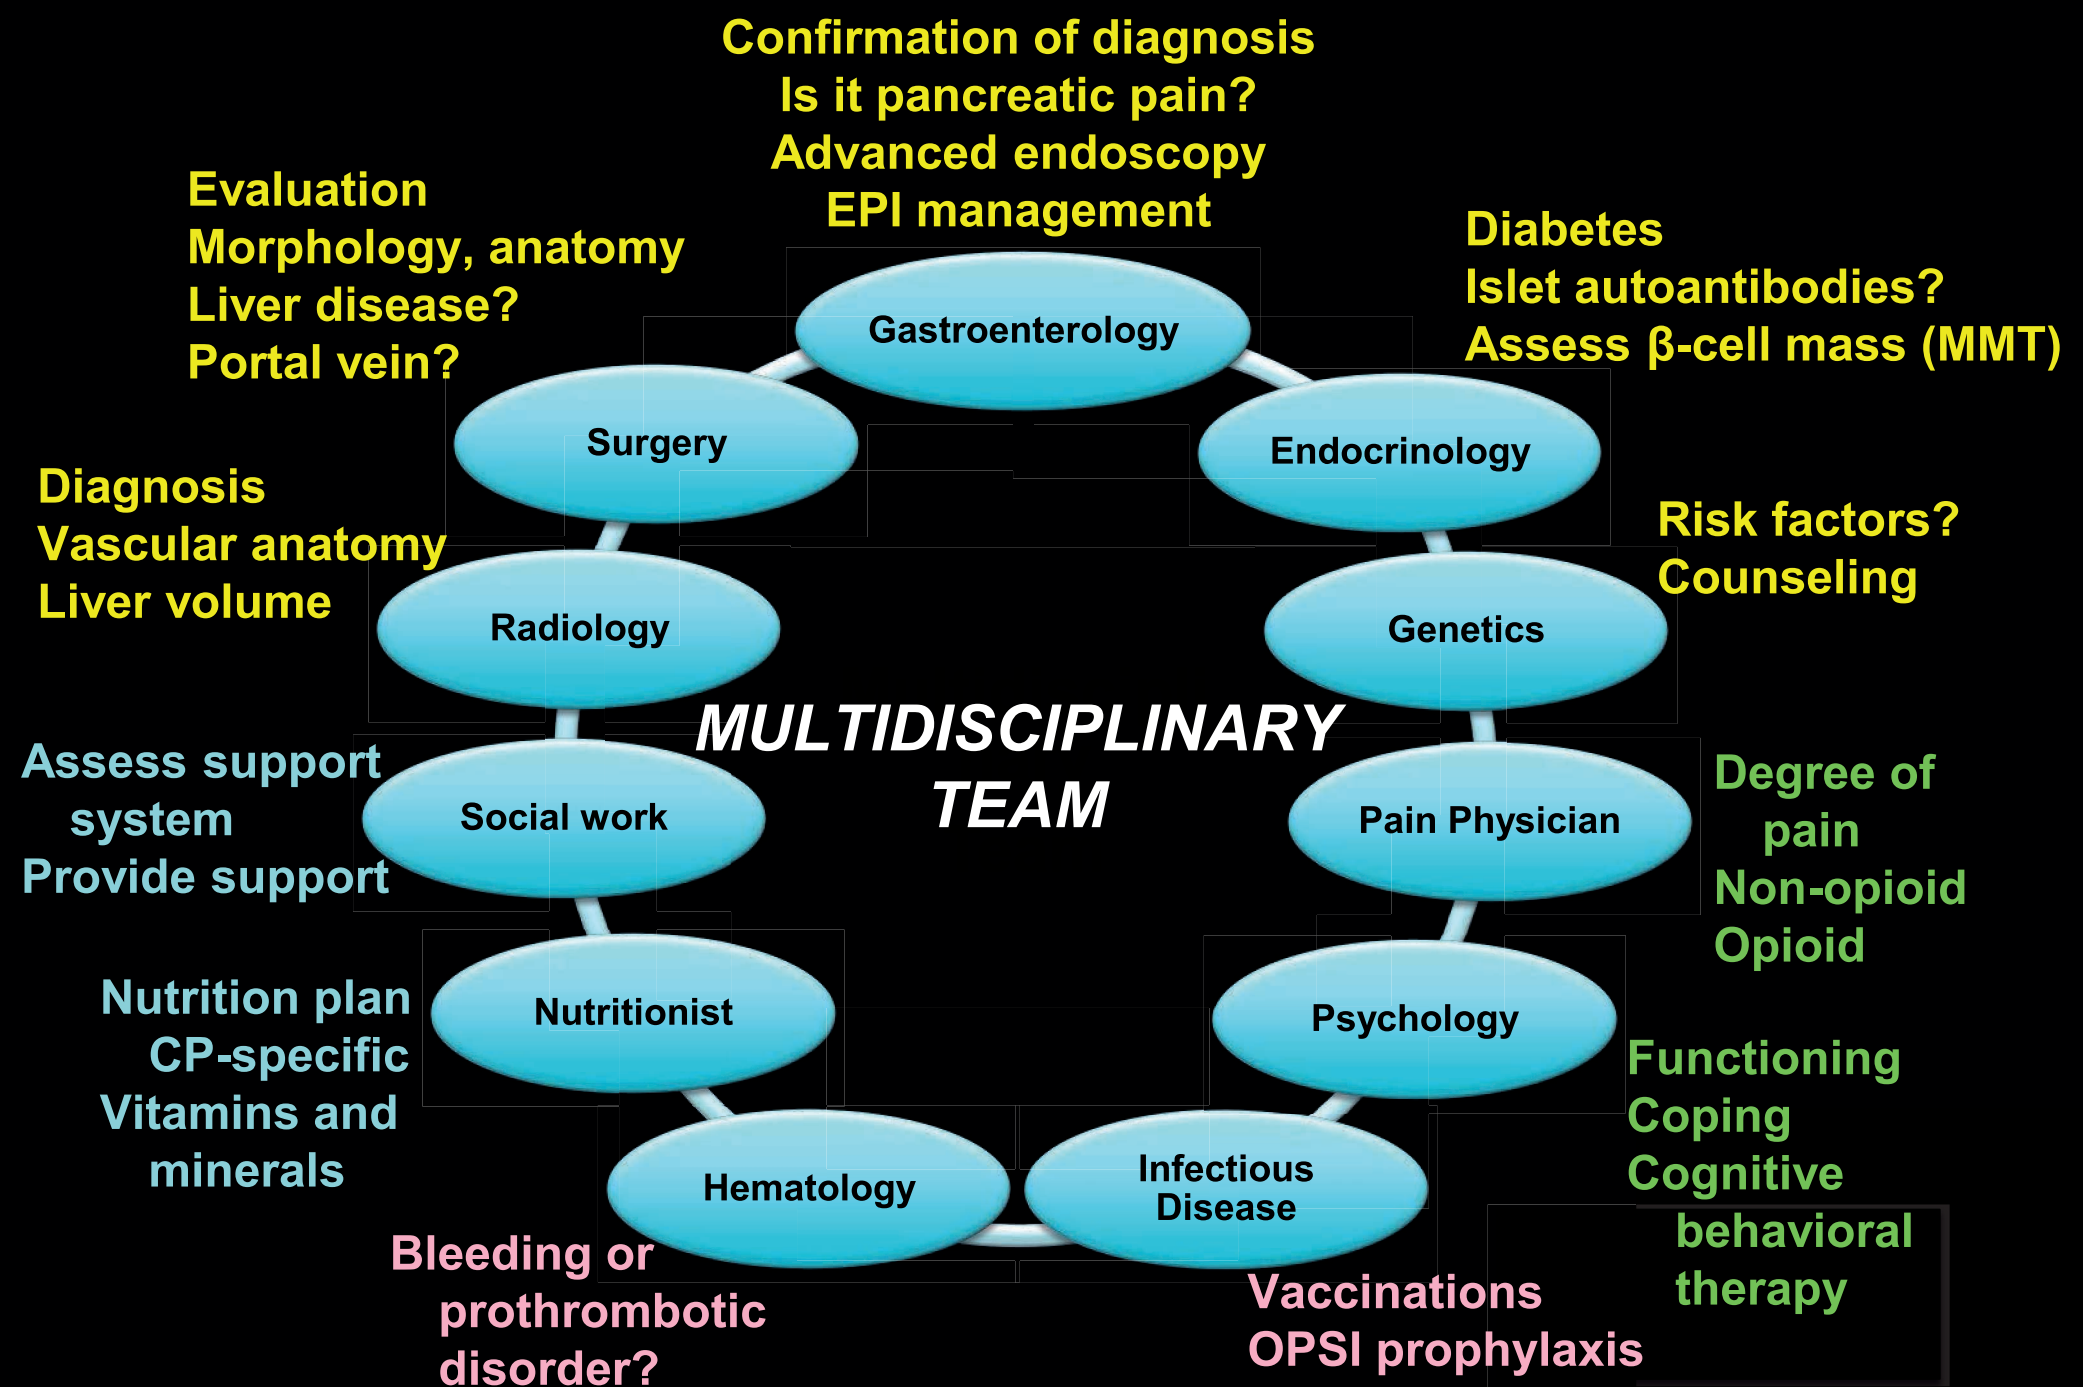 Confirmation of diagnosis
Is it pancreatic pain?
Advanced endoscopy
EPI management
Evaluation
Morphology, anatomy
Liver disease?
Portal vein?
Diabetes
Islet autoantibodies?
Assess β-cell mass (MMT)
Gastroenterology
Surgery
Endocrinology
Diagnosis
Vascular anatomy
Liver volume
Risk factors?
Counseling
Radiology
Genetics
MULTIDISCIPLINARY
TEAM
Assess support
system
Provide support
Social work
Pain Physician
Degree of
pain
Non-opioid
Opioid
Nutrition plan
CP-specific
Vitamins and
minerals
Nutritionist
Psychology
Functioning
Coping
Cognitive
behavioral
therapy
Hematology
Infectious
Disease
Bleeding or
prothrombotic
disorder?
Vaccinations
OPSI prophylaxis